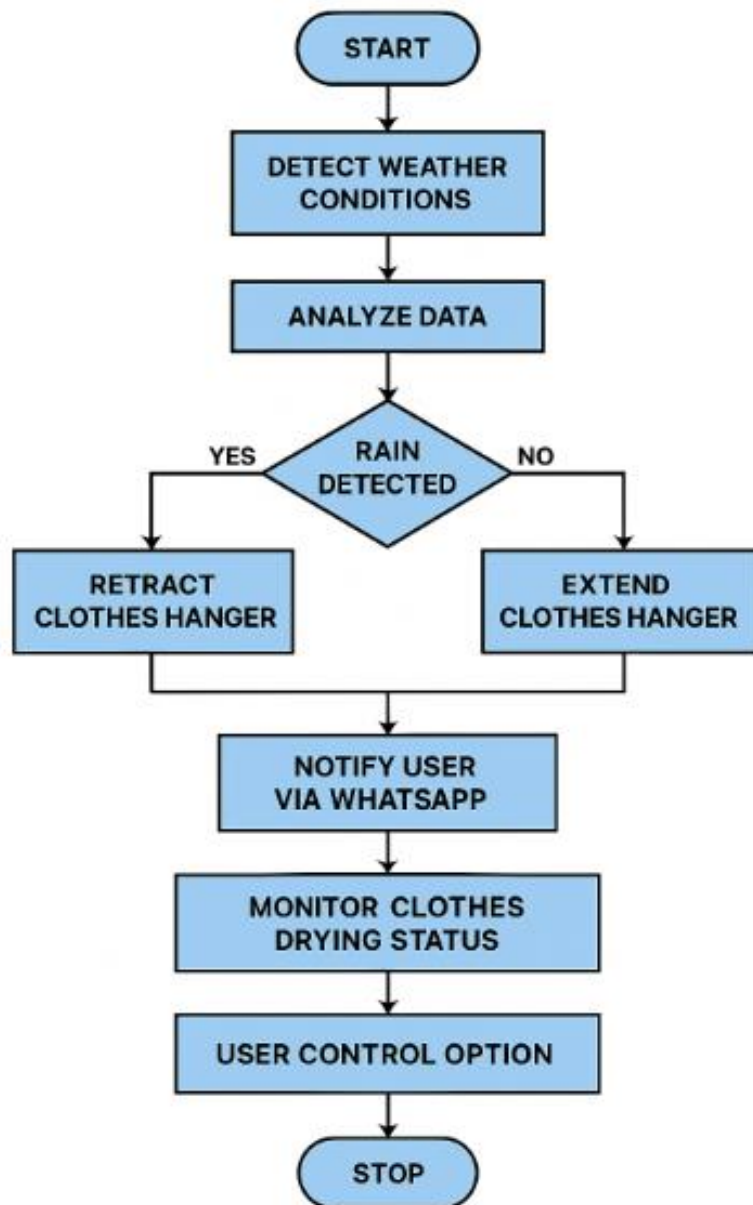 START
DETECT WEATHER
CONDITIONS
ANALYZE DATA
RAIN
DETECTED
YES
NO
RETRACT
CLOTHES HANGER
EXTEND
CLOTHES HANGER
NOTIFY USER
VIA WHATSAPP
MONITOR CLOTHES
DRYING STATUS
USER CONTROL OPTION
STOP